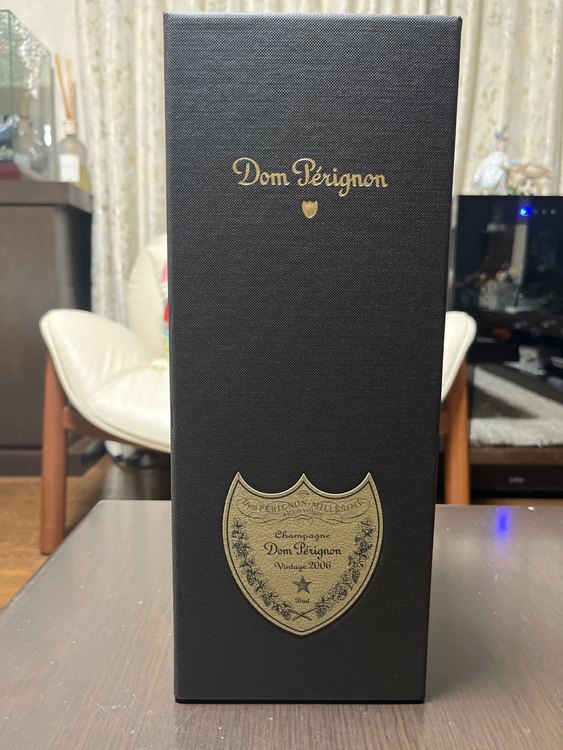 Dom Pérignon
Dom PÉRIGNON-MILLÉSIME
Champagne
Dom Pérignon
Vintage 2006
Brut